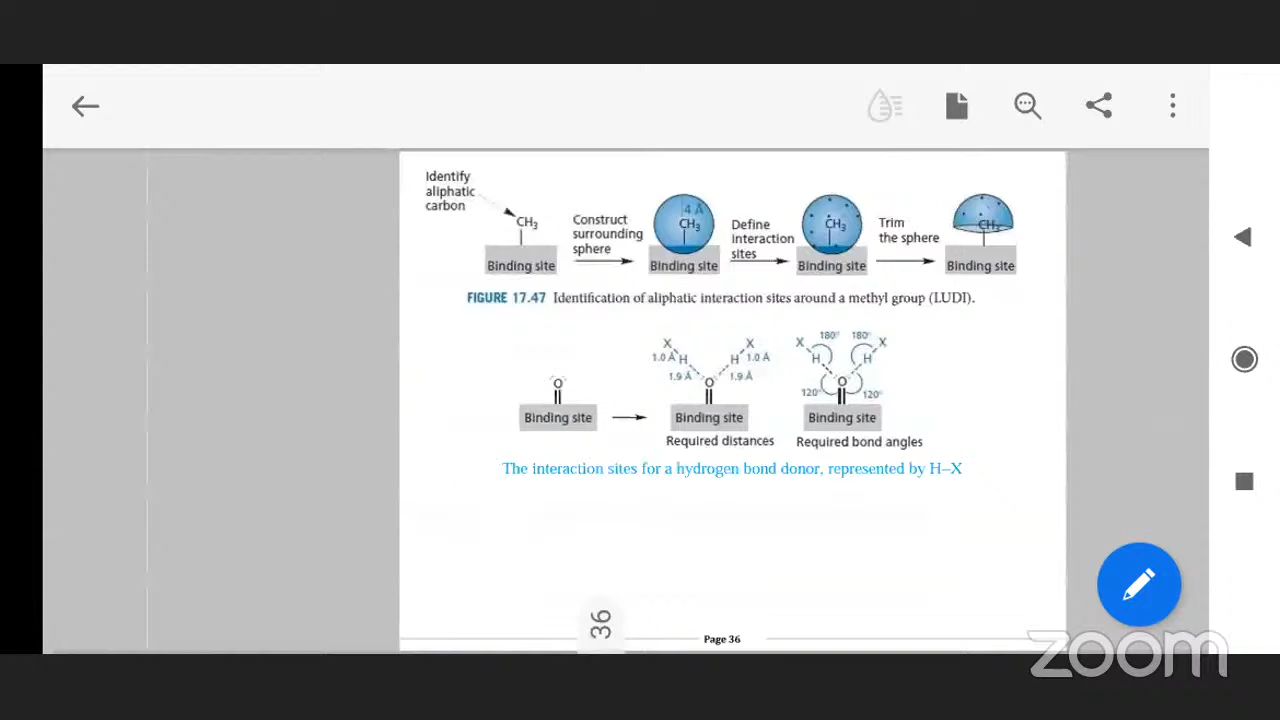 Identify
aliphatic
carbon
CH3
Binding site
Construct
surrounding
sphere
4 Å
CH3
Binding site
Define
interaction
sites
CH3
Binding site
Trim
the sphere
CH3
Binding site
FIGURE 17.47 Identification of aliphatic interaction sites around a methyl group (LUDI).
O
Binding site
X X
1.0 Å H H 1.0 Å
1.9 Å 1.9 Å
O
Binding site
Required distances
180° 180°
X X
H H
O
120° 120°
Binding site
Required bond angles
The interaction sites for a hydrogen bond donor, represented by H–X
36
Page 36
zoom